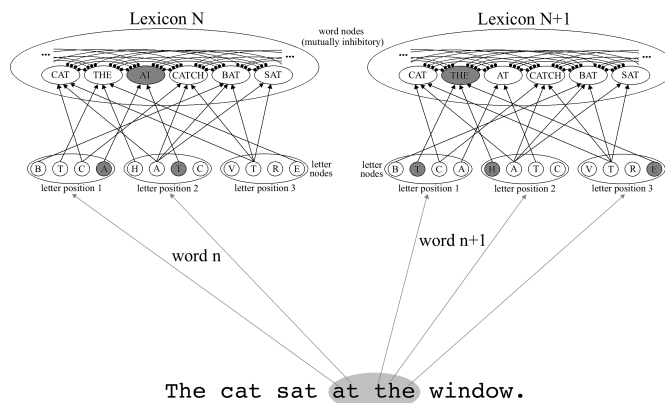 Lexicon N
Lexicon N+1
word nodes
(mutually inhibitory)
... ...
... ...
CAT THE AT CATCH BAT SAT
CAT THE AT CATCH BAT SAT
B T C A H A T C V T R E
letter
nodes
letter position 1 letter position 2 letter position 3
letter
nodes
B T C A H A T C V T R E
letter position 1 letter position 2 letter position 3
word n
word n+1
The cat sat at the window.